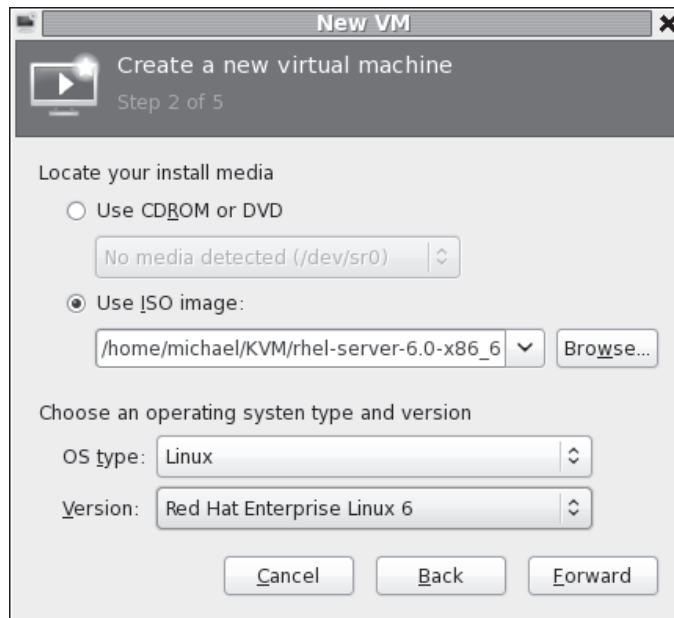 New VM
Create a new virtual machine
Step 2 of 5
Locate your install media
Use CDROM or DVD
No media detected (/dev/sr0)
Use ISO image:
/home/michael/KVM/rhel-server-6.0-x86_6
Browse...
Choose an operating systen type and version
OS type: Linux
Version: Red Hat Enterprise Linux 6
Cancel Back Forward